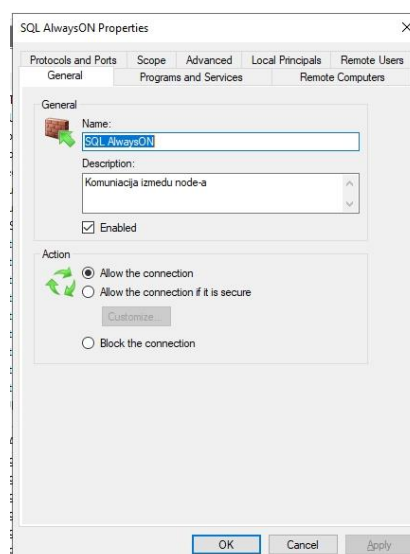 SQL AlwaysON Properties
Protocols and Ports Scope Advanced Local Principals Remote Users
General Programs and Services Remote Computers
General
Name:
SQL AlwaysON
Description:
Komuniacija izmedu node-a
Enabled
Action
Allow the connection
Allow the connection if it is secure
Customize...
Block the connection
OK Cancel Apply